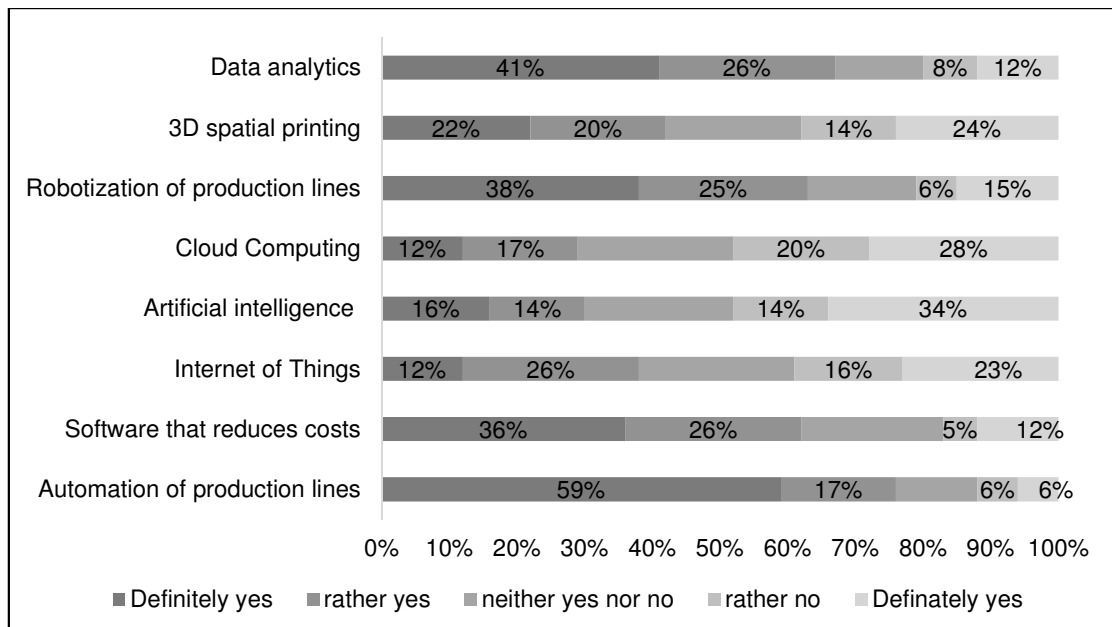 Data analytics 41% 26% 8% 12%
3D spatial printing 22% 20% 14% 24%
Robotization of production lines 38% 25% 6% 15%
Cloud Computing 12% 17% 20% 28%
Artificial intelligence 16% 14% 14% 34%
Internet of Things 12% 26% 16% 23%
Software that reduces costs 36% 26% 5% 12%
Automation of production lines 59% 17% 6% 6%
0% 10% 20% 30% 40% 50% 60% 70% 80% 90% 100%
Definitely yes rather yes neither yes nor no rather no Definately yes